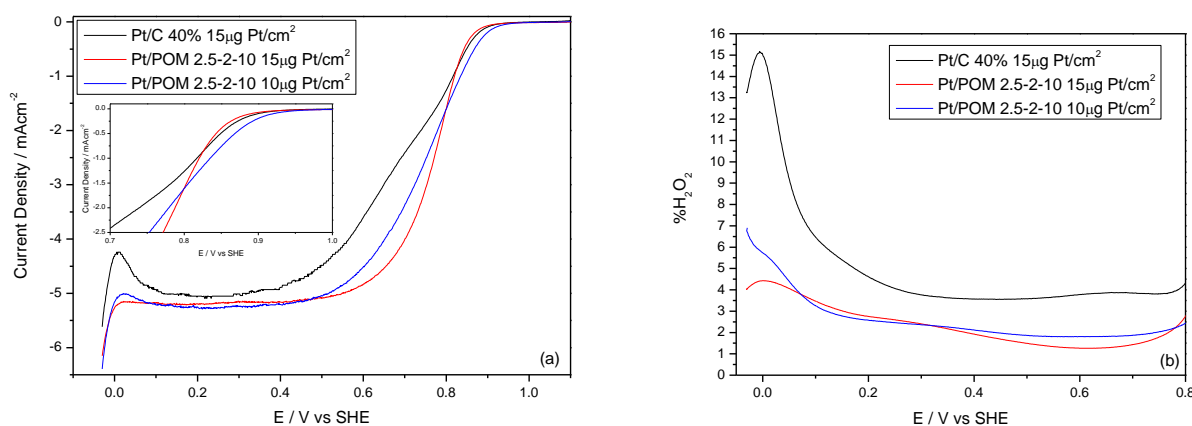 Pt/C 40% 15μg Pt/cm²
Pt/POM 2.5-2-10 15μg Pt/cm²
Pt/POM 2.5-2-10 10μg Pt/cm²
0
-1
-2
-3
-4
-5
-6
Current Density / mAcm⁻²
0.0
-0.5
-1.0
-1.5
-2.0
-2.5
Current Density / mAcm⁻²
0.7 0.8 0.9 1.0
E / V vs SHE
(a)
0.0 0.2 0.4 0.6 0.8 1.0
E / V vs SHE
Pt/C 40% 15μg Pt/cm²
Pt/POM 2.5-2-10 15μg Pt/cm²
Pt/POM 2.5-2-10 10μg Pt/cm²
16
15
14
13
12
11
10
9
8
7
6
5
4
3
2
1
0
%H₂O₂
(b)
0.0 0.2 0.4 0.6 0.8
E / V vs SHE